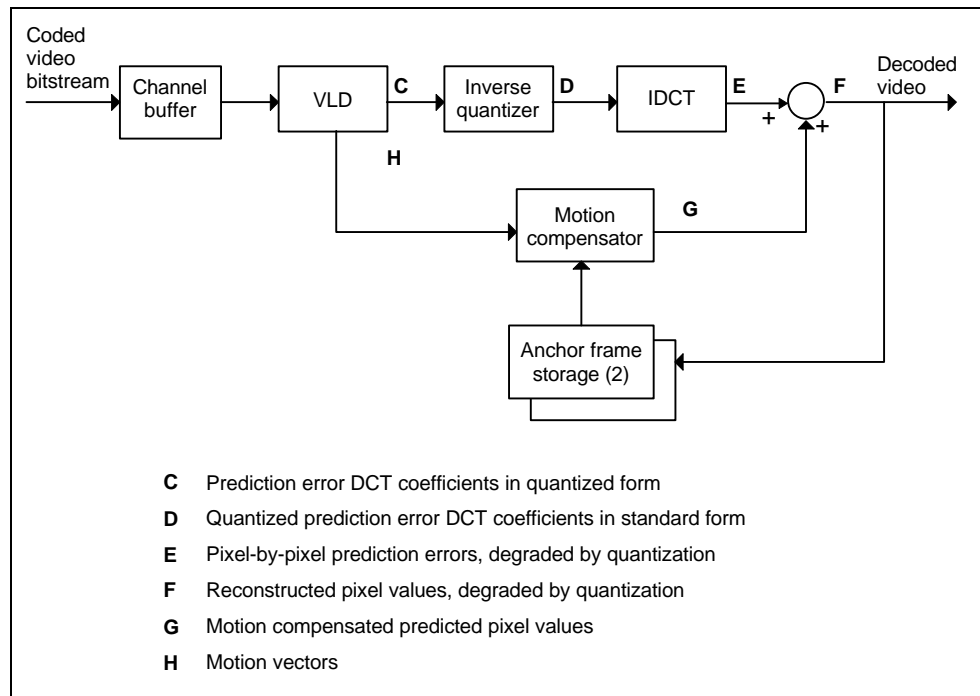 Coded
video
bitstream
Channel
buffer
VLD
C
Inverse
quantizer
D
IDCT
E
+
+
F
Decoded
video
H
Motion
compensator
G
Anchor frame
storage (2)
C Prediction error DCT coefficients in quantized form
D Quantized prediction error DCT coefficients in standard form
E Pixel-by-pixel prediction errors, degraded by quantization
F Reconstructed pixel values, degraded by quantization
G Motion compensated predicted pixel values
H Motion vectors